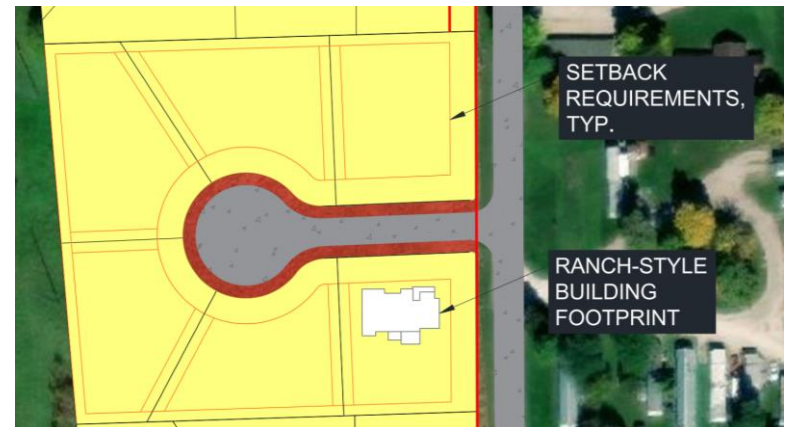 SETBACK
REQUIREMENTS,
TYP.
RANCH-STYLE
BUILDING
FOOTPRINT